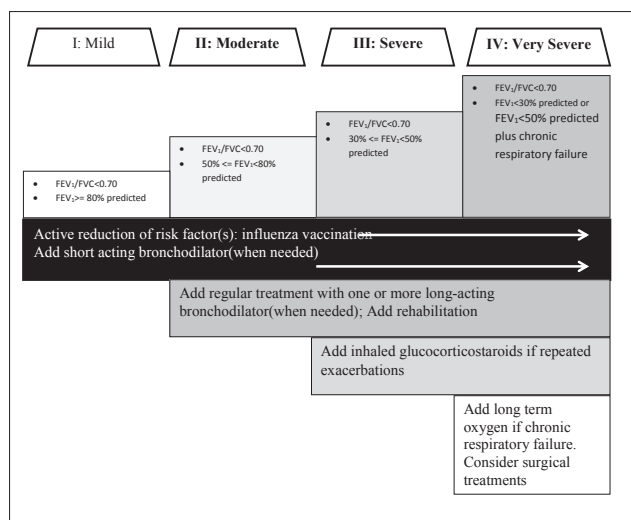 I: Mild
II: Moderate
III: Severe
IV: Very Severe
• FEV₁/FVC<0.70
• FEV₁>= 80% predicted
• FEV₁/FVC<0.70
• 50% <= FEV₁<80%
predicted
• FEV₁/FVC<0.70
• 30% <= FEV₁<50%
predicted
• FEV₁/FVC<0.70
• FEV₁<30% predicted or
FEV₁<50% predicted
plus chronic
respiratory failure
Active reduction of risk factor(s): influenza vaccination
Add short acting bronchodilator(when needed)
Add regular treatment with one or more long-acting
bronchodilator(when needed); Add rehabilitation
Add inhaled glucocorticostaroids if repeated
exacerbations
Add long term
oxygen if chronic
respiratory failure.
Consider surgical
treatments